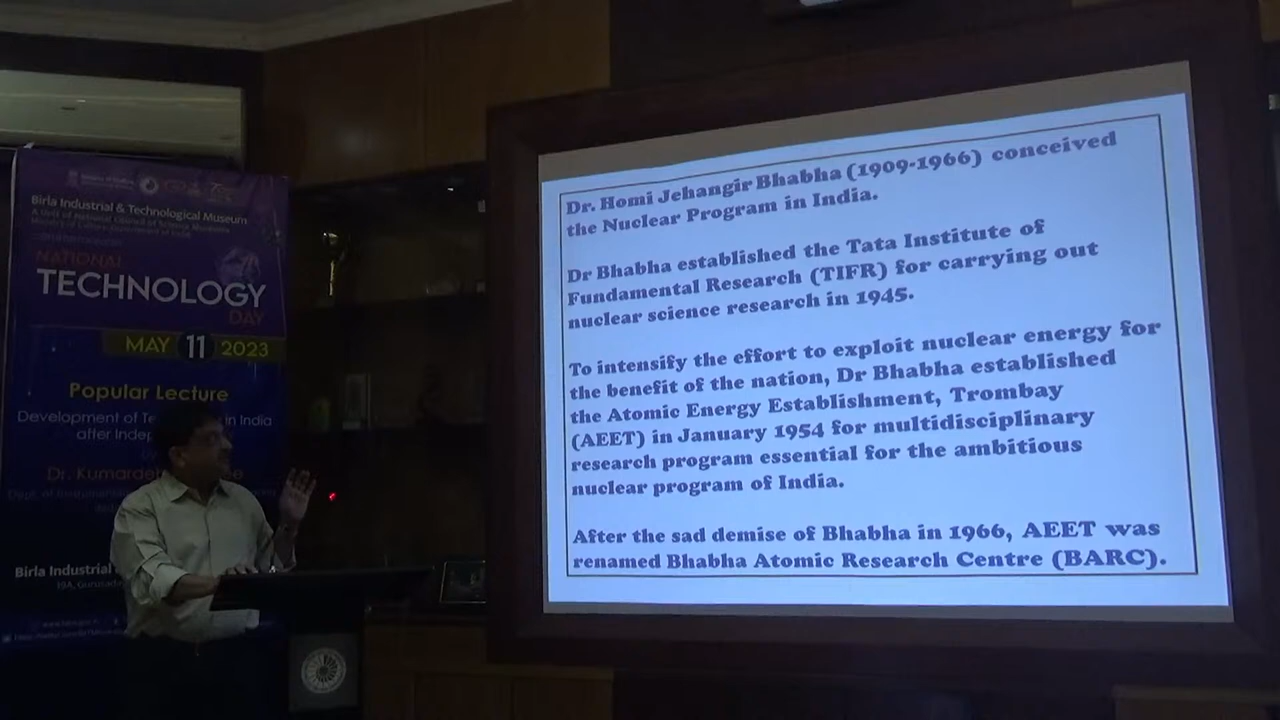 Birla Industrial & Technological Museum
NATIONAL
TECHNOLOGY
DAY
MAY 11 2023
Popular Lecture
Development of in India
after
Dr.
Birla Industrial
Dr. Homi Jehangir Bhabha (1909-1966) conceived
the Nuclear Program in India.
Dr Bhabha established the Tata Institute of
Fundamental Research (TIFR) for carrying out
nuclear science research in 1945.
To intensify the effort to exploit nuclear energy for
the benefit of the nation, Dr Bhabha established
the Atomic Energy Establishment, Trombay
(AEET) in January 1954 for multidisciplinary
research program essential for the ambitious
nuclear program of India.
After the sad demise of Bhabha in 1966, AEET was
renamed Bhabha Atomic Research Centre (BARC).